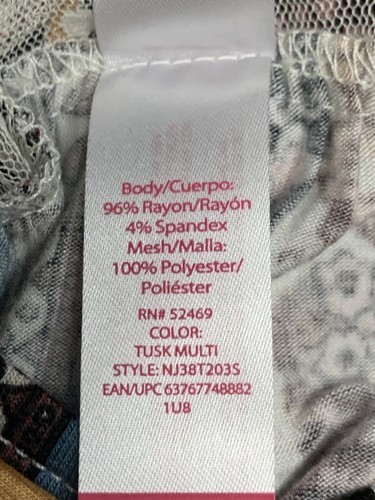 Body/Cuerpo:
96% Rayon/Rayón
4% Spandex
Mesh/Malla:
100% Polyester/
Poliéster
RN# 52469
COLOR:
TUSK MULTI
STYLE: NJ38T203S
EAN/UPC 63767748882
1U8